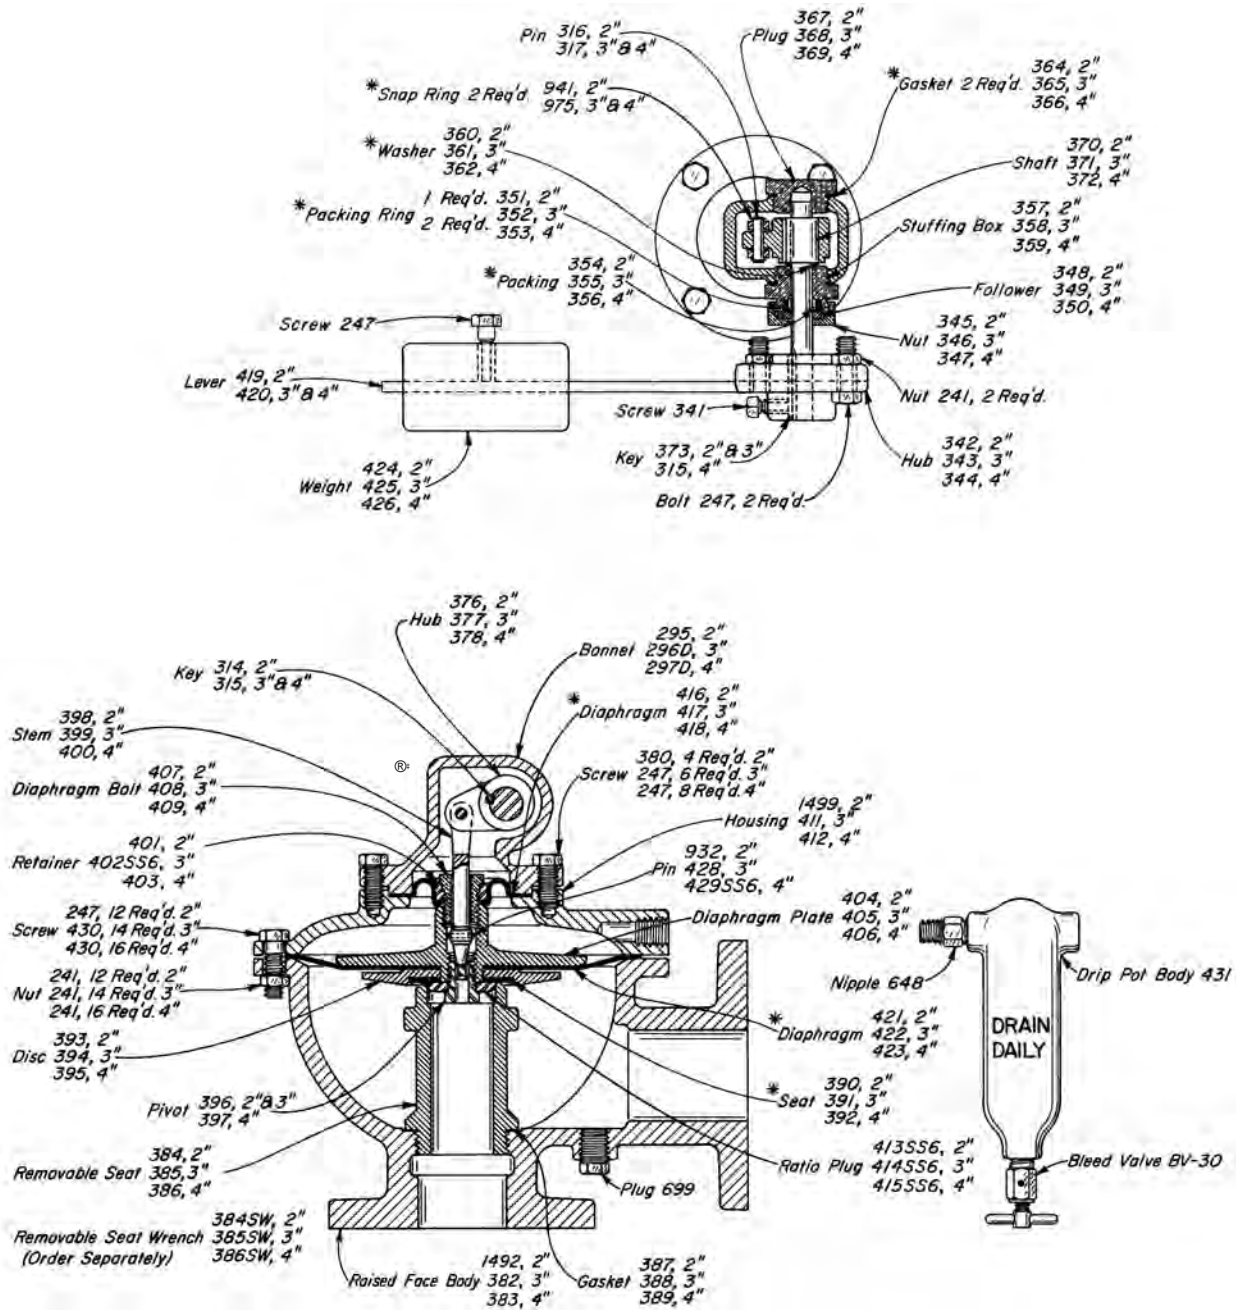 316, 2"
Pin 317, 3" & 4"
367, 2"
Plug 368, 3"
369, 4"
*Snap Ring 2 Req'd. 941, 2"
975, 3" & 4"
364, 2"
*Gasket 2 Req'd. 365, 3"
366, 4"
360, 2"
*Washer 361, 3"
362, 4"
370, 2"
Shaft 371, 3"
372, 4"
1 Req'd. 351, 2"
*Packing Ring 352, 3"
2 Req'd. 353, 4"
357, 2"
Stuffing Box 358, 3"
359, 4"
354, 2"
*Packing 355, 3"
356, 4"
348, 2"
Follower 349, 3"
350, 4"
Screw 247
345, 2"
Nut 346, 3"
347, 4"
Lever 419, 2"
420, 3" & 4"
Nut 241, 2 Req'd.
Screw 341
Key 373, 2" & 3"
315, 4"
342, 2"
Hub 343, 3"
344, 4"
424, 2"
Weight 425, 3"
426, 4"
Bolt 247, 2 Req'd.
376, 2"
Hub 377, 3"
378, 4"
295, 2"
Bonnet 296D, 3"
297D, 4"
Key 314, 2"
315, 3" & 4"
416, 2"
*Diaphragm 417, 3"
418, 4"
398, 2"
Stem 399, 3"
400, 4"
®
380, 4 Req'd. 2"
Screw 247, 6 Req'd. 3"
247, 8 Req'd. 4"
407, 2"
Diaphragm Bolt 408, 3"
409, 4"
1499, 2"
Housing 411, 3"
412, 4"
401, 2"
Retainer 402SS6, 3"
403, 4"
932, 2"
Pin 428, 3"
429SS6, 4"
247, 12 Req'd. 2"
Screw 430, 14 Req'd. 3"
430, 16 Req'd. 4"
404, 2"
Diaphragm Plate 405, 3"
406, 4"
241, 12 Req'd. 2"
Nut 241, 14 Req'd. 3"
241, 16 Req'd. 4"
Nipple 648
Drip Pot Body 431
DRAIN
DAILY
421, 2"
*Diaphragm 422, 3"
423, 4"
393, 2"
Disc 394, 3"
395, 4"
390, 2"
*Seat 391, 3"
392, 4"
Pivot 396, 2" & 3"
397, 4"
384, 2"
Removable Seat 385, 3"
386, 4"
413SS6, 2"
Ratio Plug 414SS6, 3"
415SS6, 4"
Bleed Valve BV-30
Plug 699
384SW, 2"
Removable Seat Wrench 385SW, 3"
(Order Separately) 386SW, 4"
1492, 2"
Raised Face Body 382, 3"
383, 4"
387, 2"
Gasket 388, 3"
389, 4"